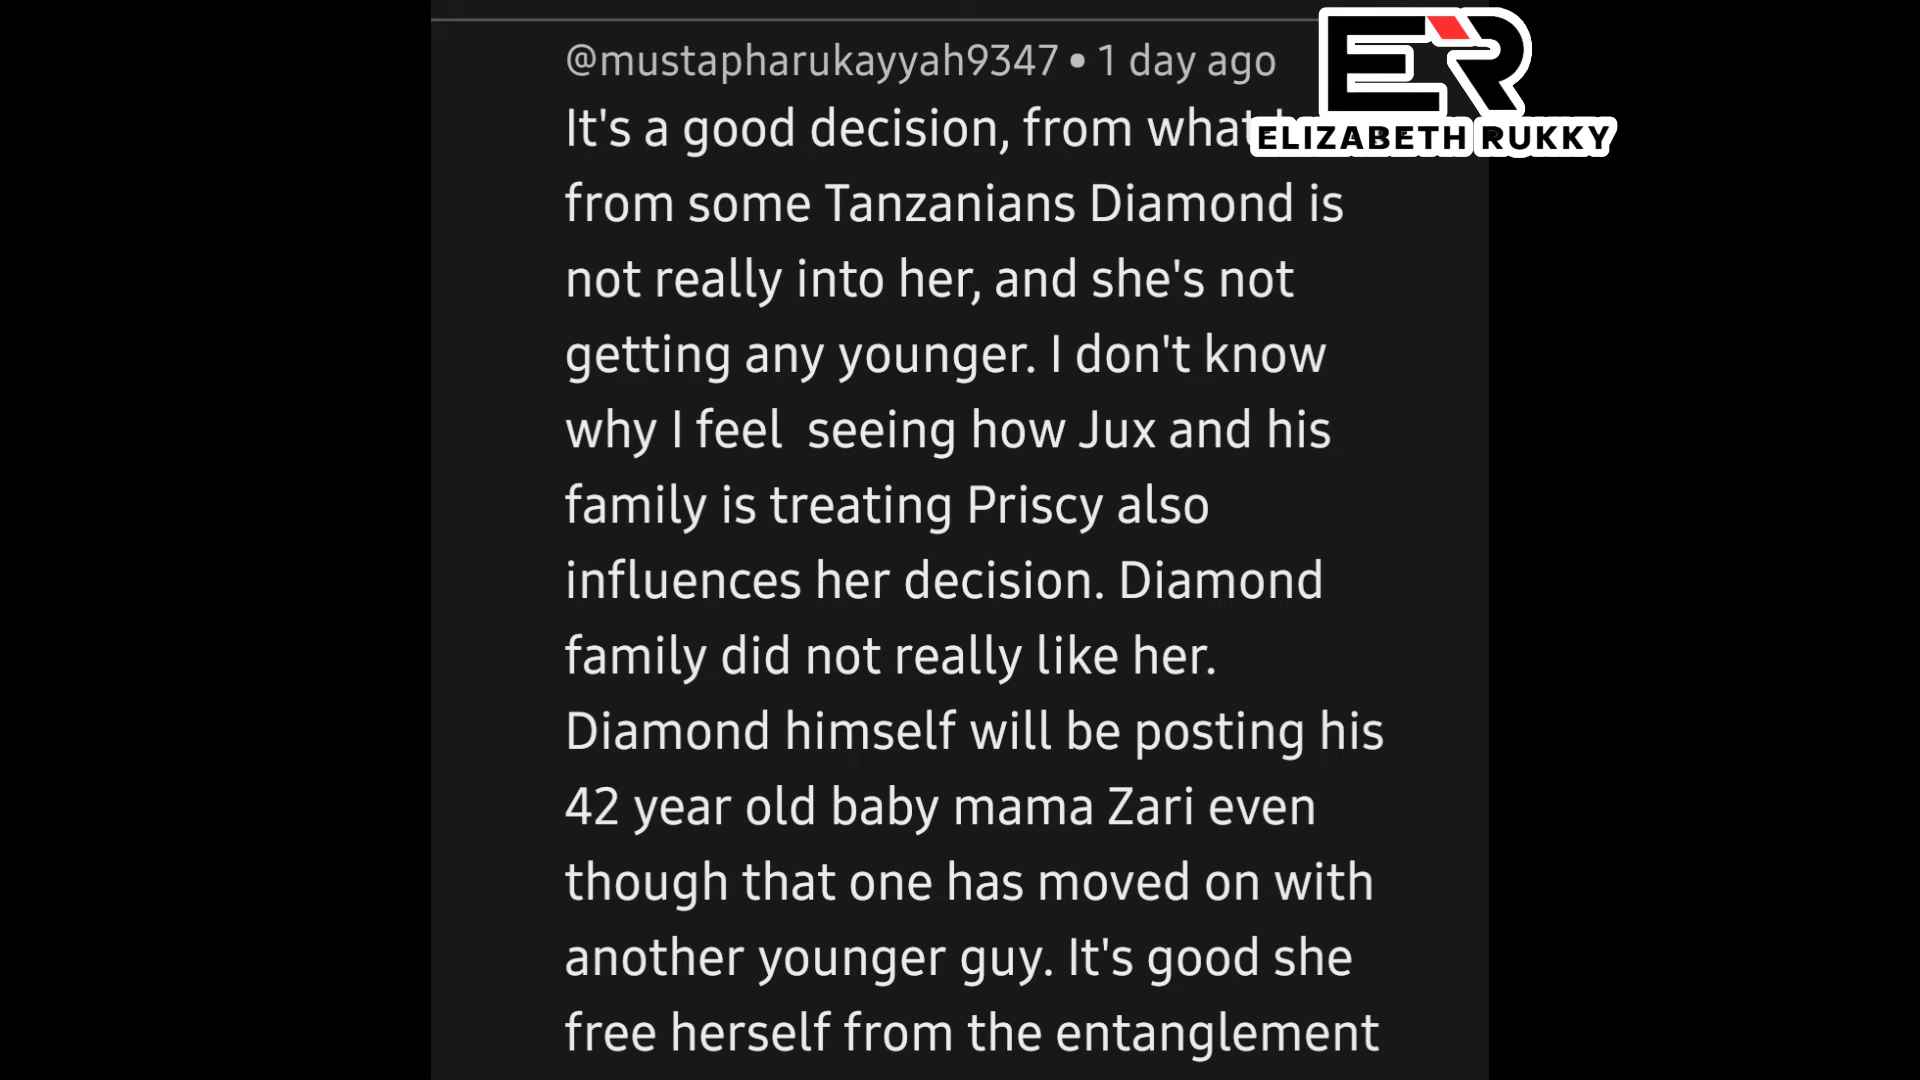 @mustapharukayyah9347 • 1 day ago
ER
It's a good decision, from what
ELIZABETH RUKKY
from some Tanzanians Diamond is
not really into her, and she's not
getting any younger. I don't know
why I feel  seeing how Jux and his
family is treating Priscy also
influences her decision. Diamond
family did not really like her.
Diamond himself will be posting his
42 year old baby mama Zari even
though that one has moved on with
another younger guy. It's good she
free herself from the entanglement